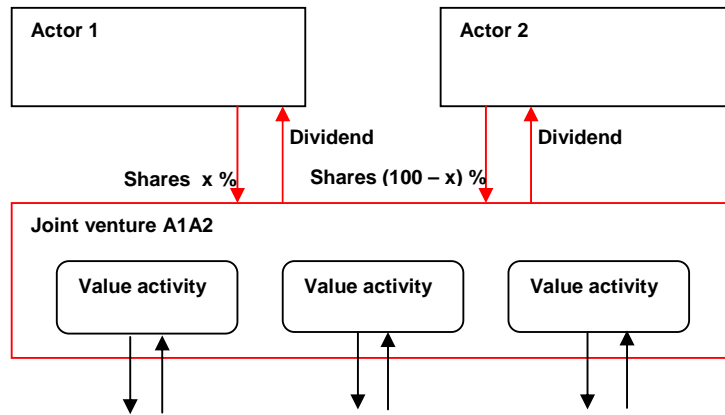 Actor 1
Actor 2
Dividend
Dividend
Shares x %
Shares (100 – x) %
Joint venture A1A2
Value activity
Value activity
Value activity